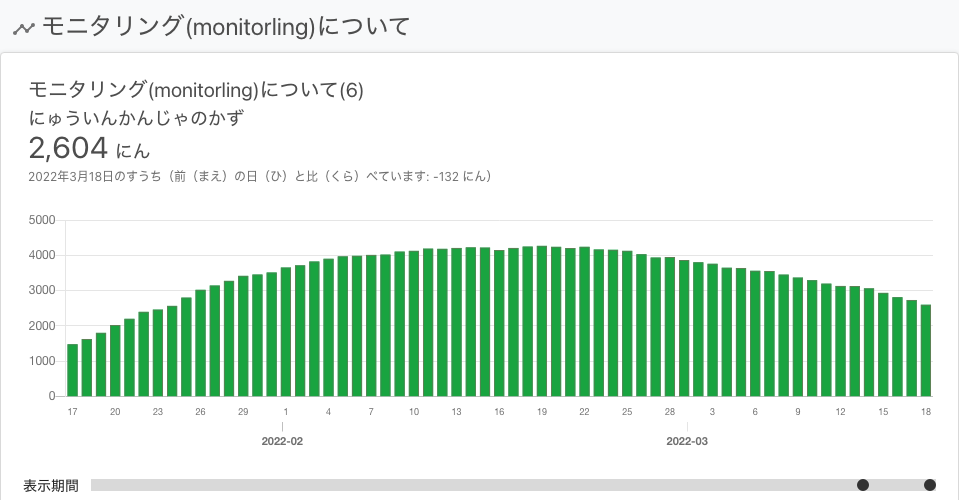 モニタリング(monitorling)について
モニタリング(monitorling)について(6)
にゅういんかんじゃのかず
2,604 にん
2022年3月18日のすうち（前（まえ）の日（ひ）と比（くら）べています: -132 にん）
5000
4000
3000
2000
1000
0
17 20 23 26 29 1 4 7 10 13 16 19 22 25 28 3 6 9 12 15 18
2022-02 2022-03
表示期間